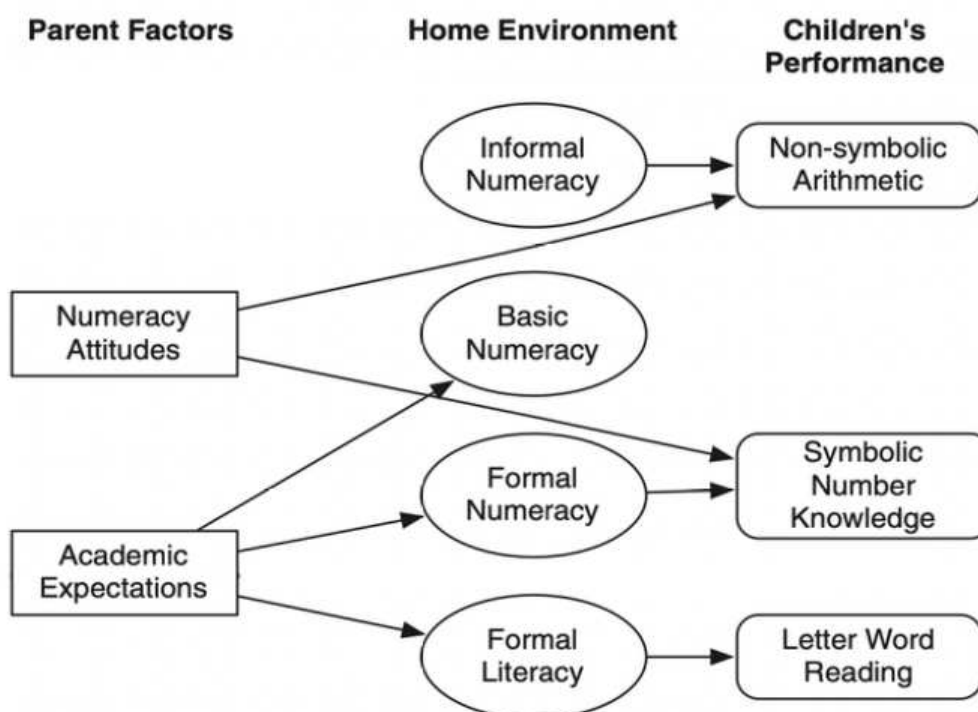 Parent Factors
Home Environment
Children's
Performance
Informal
Numeracy
Non-symbolic
Arithmetic
Numeracy
Attitudes
Basic
Numeracy
Formal
Numeracy
Symbolic
Number
Knowledge
Academic
Expectations
Formal
Literacy
Letter Word
Reading